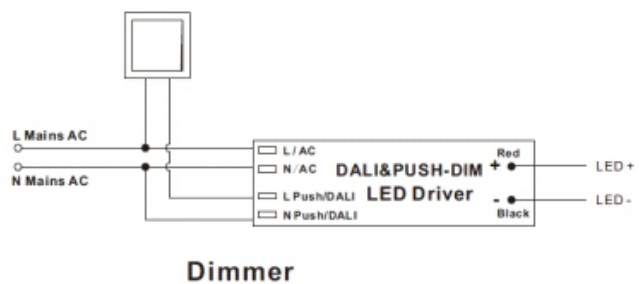 L Mains AC
N Mains AC
L/AC
N/AC
L Push/DALI
N Push/DALI
DALI&PUSH-DIM
LED Driver
Red
+
-
Black
LED +
LED -
Dimmer